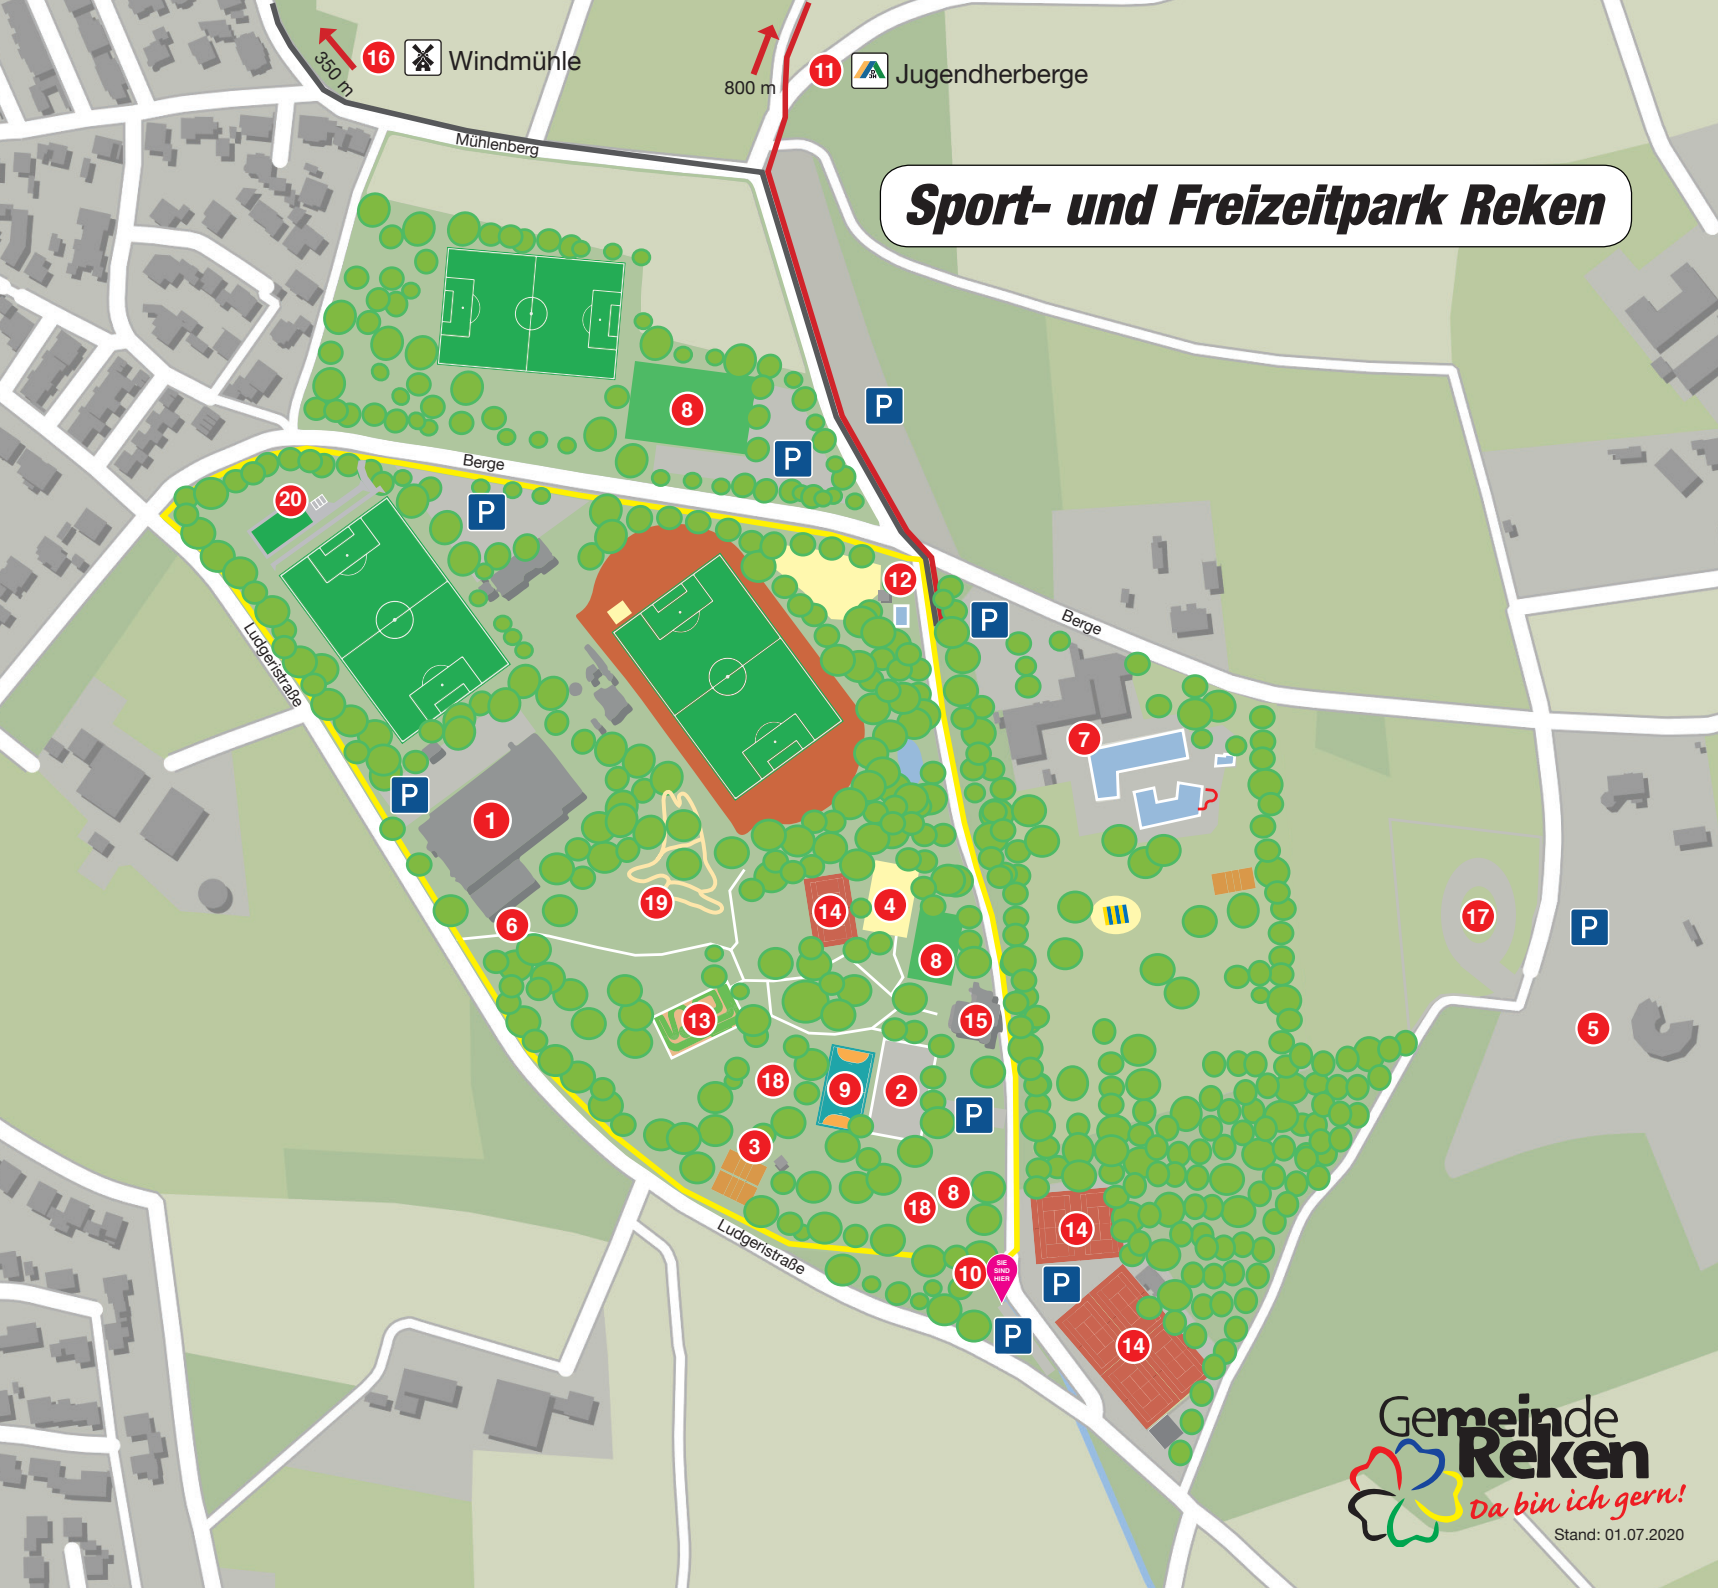 16
Windmühle
350 m
800 m
11
DJH
Jugendherberge
Mühlenberg
Sport- und Freizeitpark Reken
P
8
Berge
P
20
P
12
P
Berge
Ludgeristraße
7
P
1
14
4
17
P
19
6
8
13
15
5
18
9
2
P
3
8
18
14
Ludgeristraße
10
SIE
SIND
HIER
P
P
14
Gemeinde
Reken
Da bin ich gern!
Stand: 01.07.2020